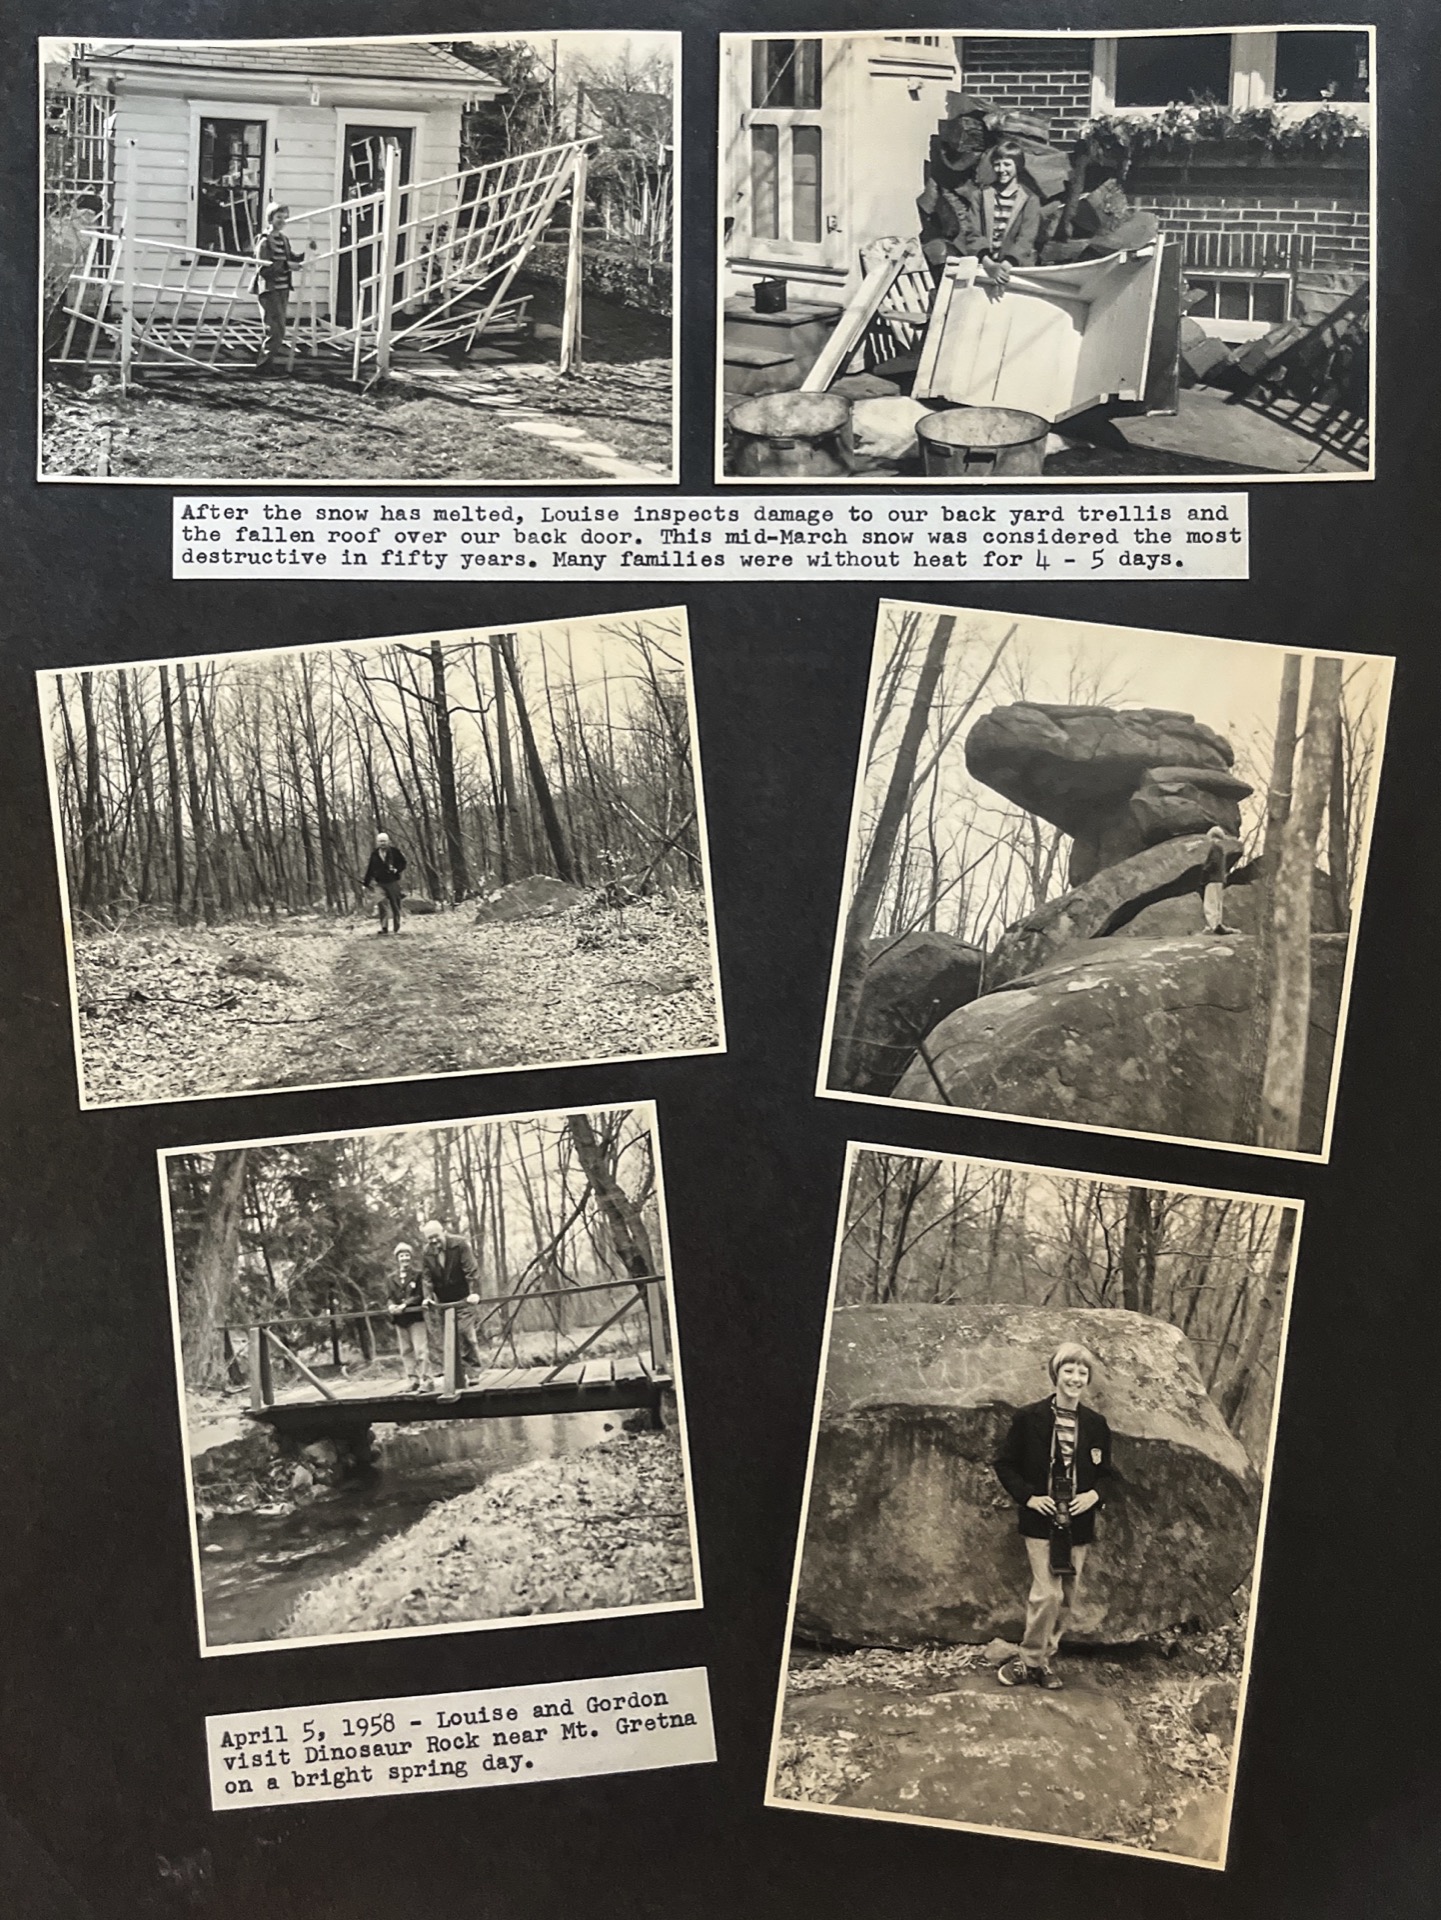 After the snow has melted, Louise inspects damage to our back yard trellis and
the fallen roof over our back door. This mid-March snow was considered the most
destructive in fifty years. Many families were without heat for 4 - 5 days.
April 5, 1958 - Louise and Gordon
visit Dinosaur Rock near Mt. Gretna
on a bright spring day.